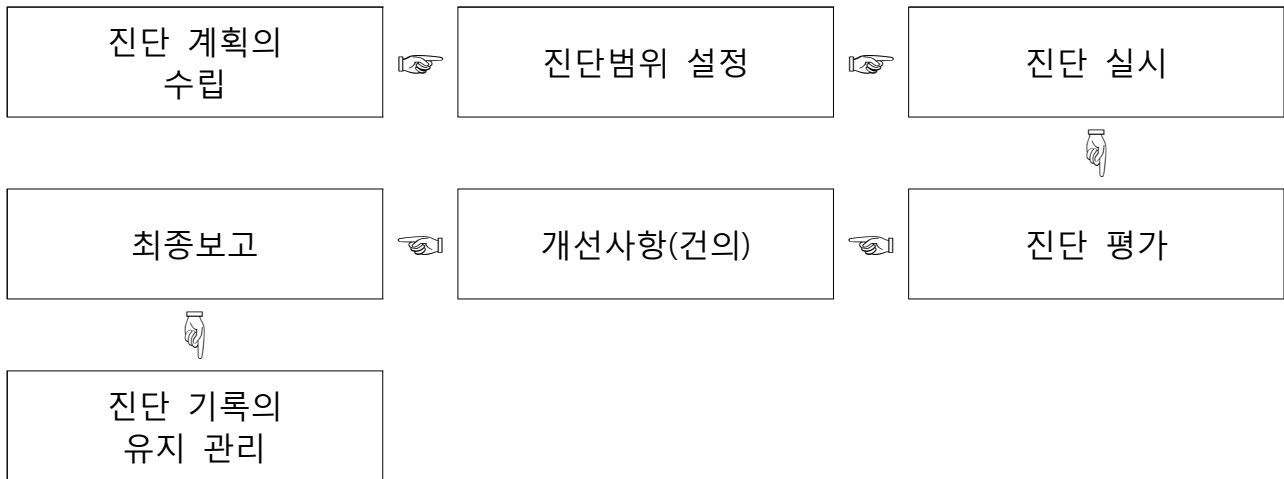 진단 계획의
수립
진단범위 설정
진단 실시
진단 평가
개선사항(건의)
최종보고
진단 기록의
유지 관리